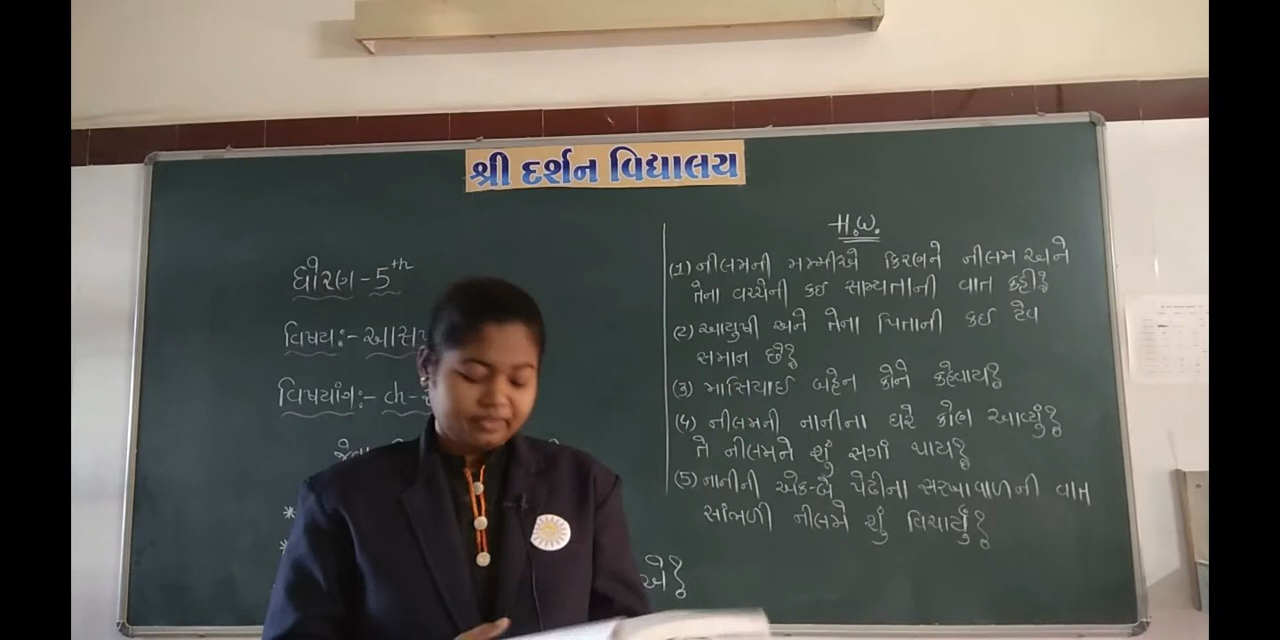 શ્રી દર્શન વિદ્યાલય
ધોરણ - 5th
વિષય:-
વિષયાંગ:- ch-
H.W.
(1) નીલમની મમ્મીએ કિરણને નીલમ અને
તેના વચ્ચેની કઇ સામ્યતાની વાત કહી?
(2) આયુષી અને તેના પિતાની કઇ ટેવ
સમાન છે?
(3) માસિયાઇ બહેન કોને કહેવાય?
(4) નીલમની નાનીના ઘરે કોણ આવ્યું?
તે નીલમને શું સગાં થાય?
(5) નાનીની એક-બે પેઢીના સરખાવાળની વાત
સાંભળી નીલમે શું વિચાર્યું?